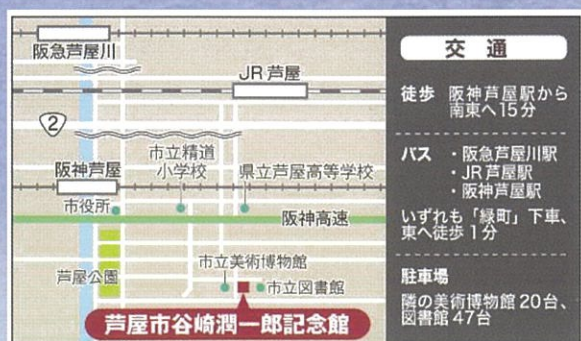 阪急芦屋川
JR 芦屋
2
阪神芦屋
市立精道
小学校
県立芦屋高等学校
市役所
阪神高速
芦屋公園
市立美術博物館
市立図書館
芦屋市谷崎潤一郎記念館
交 通
徒歩 阪神芦屋駅から
南東へ15分
バス ・阪急芦屋川駅
・JR芦屋駅
・阪神芦屋駅
いずれも「緑町」下車、
東へ徒歩1分
駐車場
隣の美術博物館20台、
図書館47台